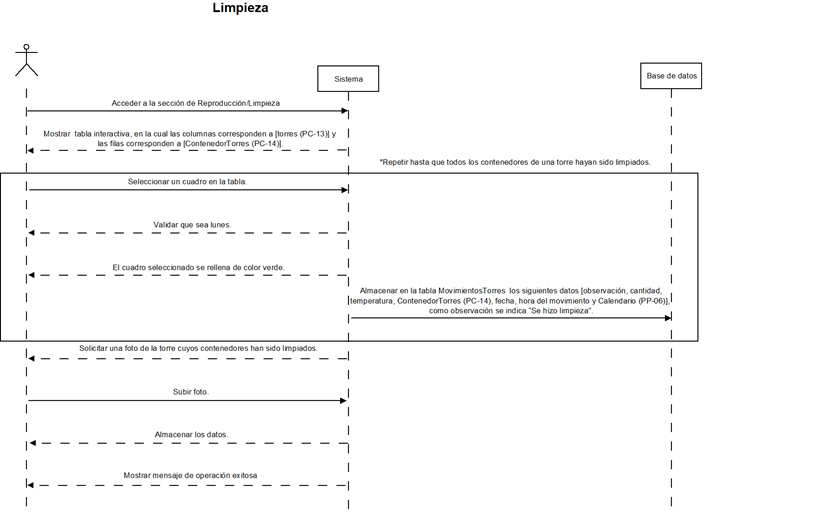 Limpieza
Sistema
Base de datos
Acceder a la sección de Reproducción/Limpieza
Mostrar tabla interactiva, en la cual las columnas corresponden a [torres (PC-13)] y
las filas corresponden a [ContenedorTorres (PC-14)].
*Repetir hasta que todos los contenedores de una torre hayan sido limpiados.
Seleccionar un cuadro en la tabla.
Validar que sea lunes.
El cuadro seleccionado se rellena de color verde.
Almacenar en la tabla MovimientosTorres los siguientes datos [observación, cantidad,
temperatura, ContenedorTorres (PC-14), fecha, hora del movimiento y Calendario (PP-06)],
como observación se indica "Se hizo limpieza".
Solicitar una foto de la torre cuyos contenedores han sido limpiados.
Subir foto.
Almacenar los datos.
Mostrar mensaje de operación exitosa